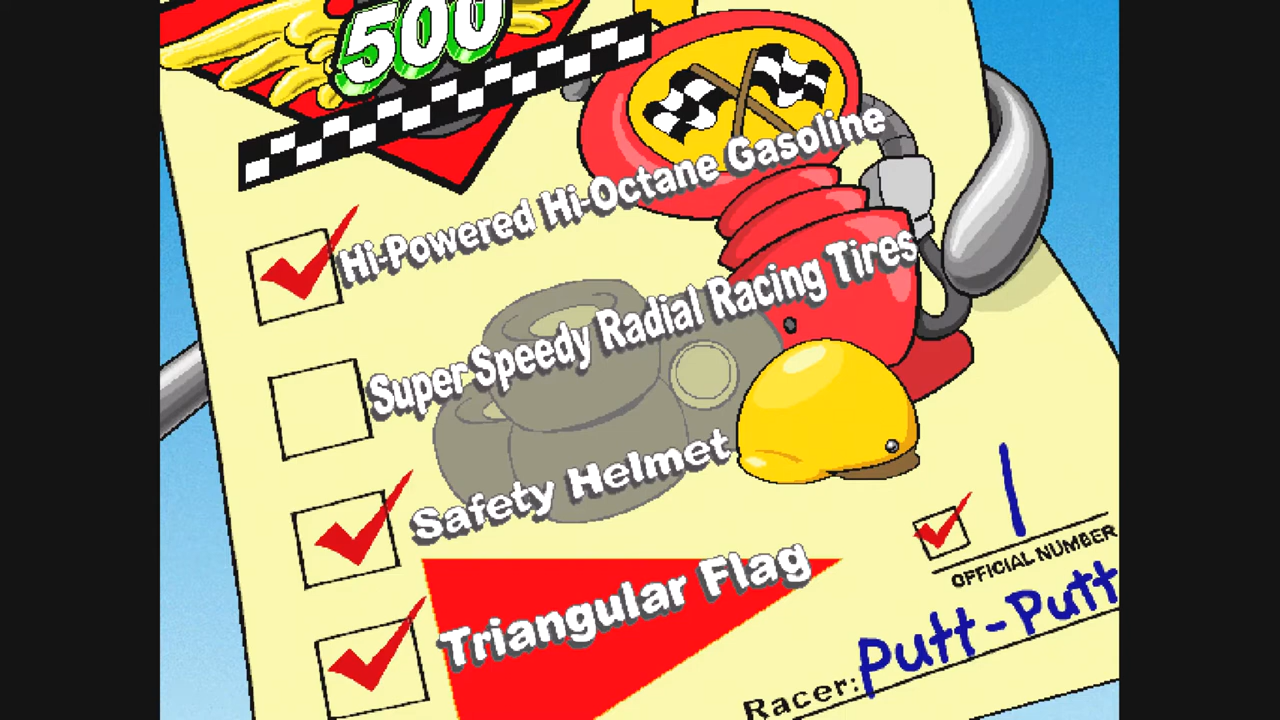 500
Hi-Powered Hi-Octane Gasoline
Super Speedy Radial Racing Tires
Safety Helmet
Triangular Flag
1
OFFICIAL NUMBER
Racer: Putt-Putt